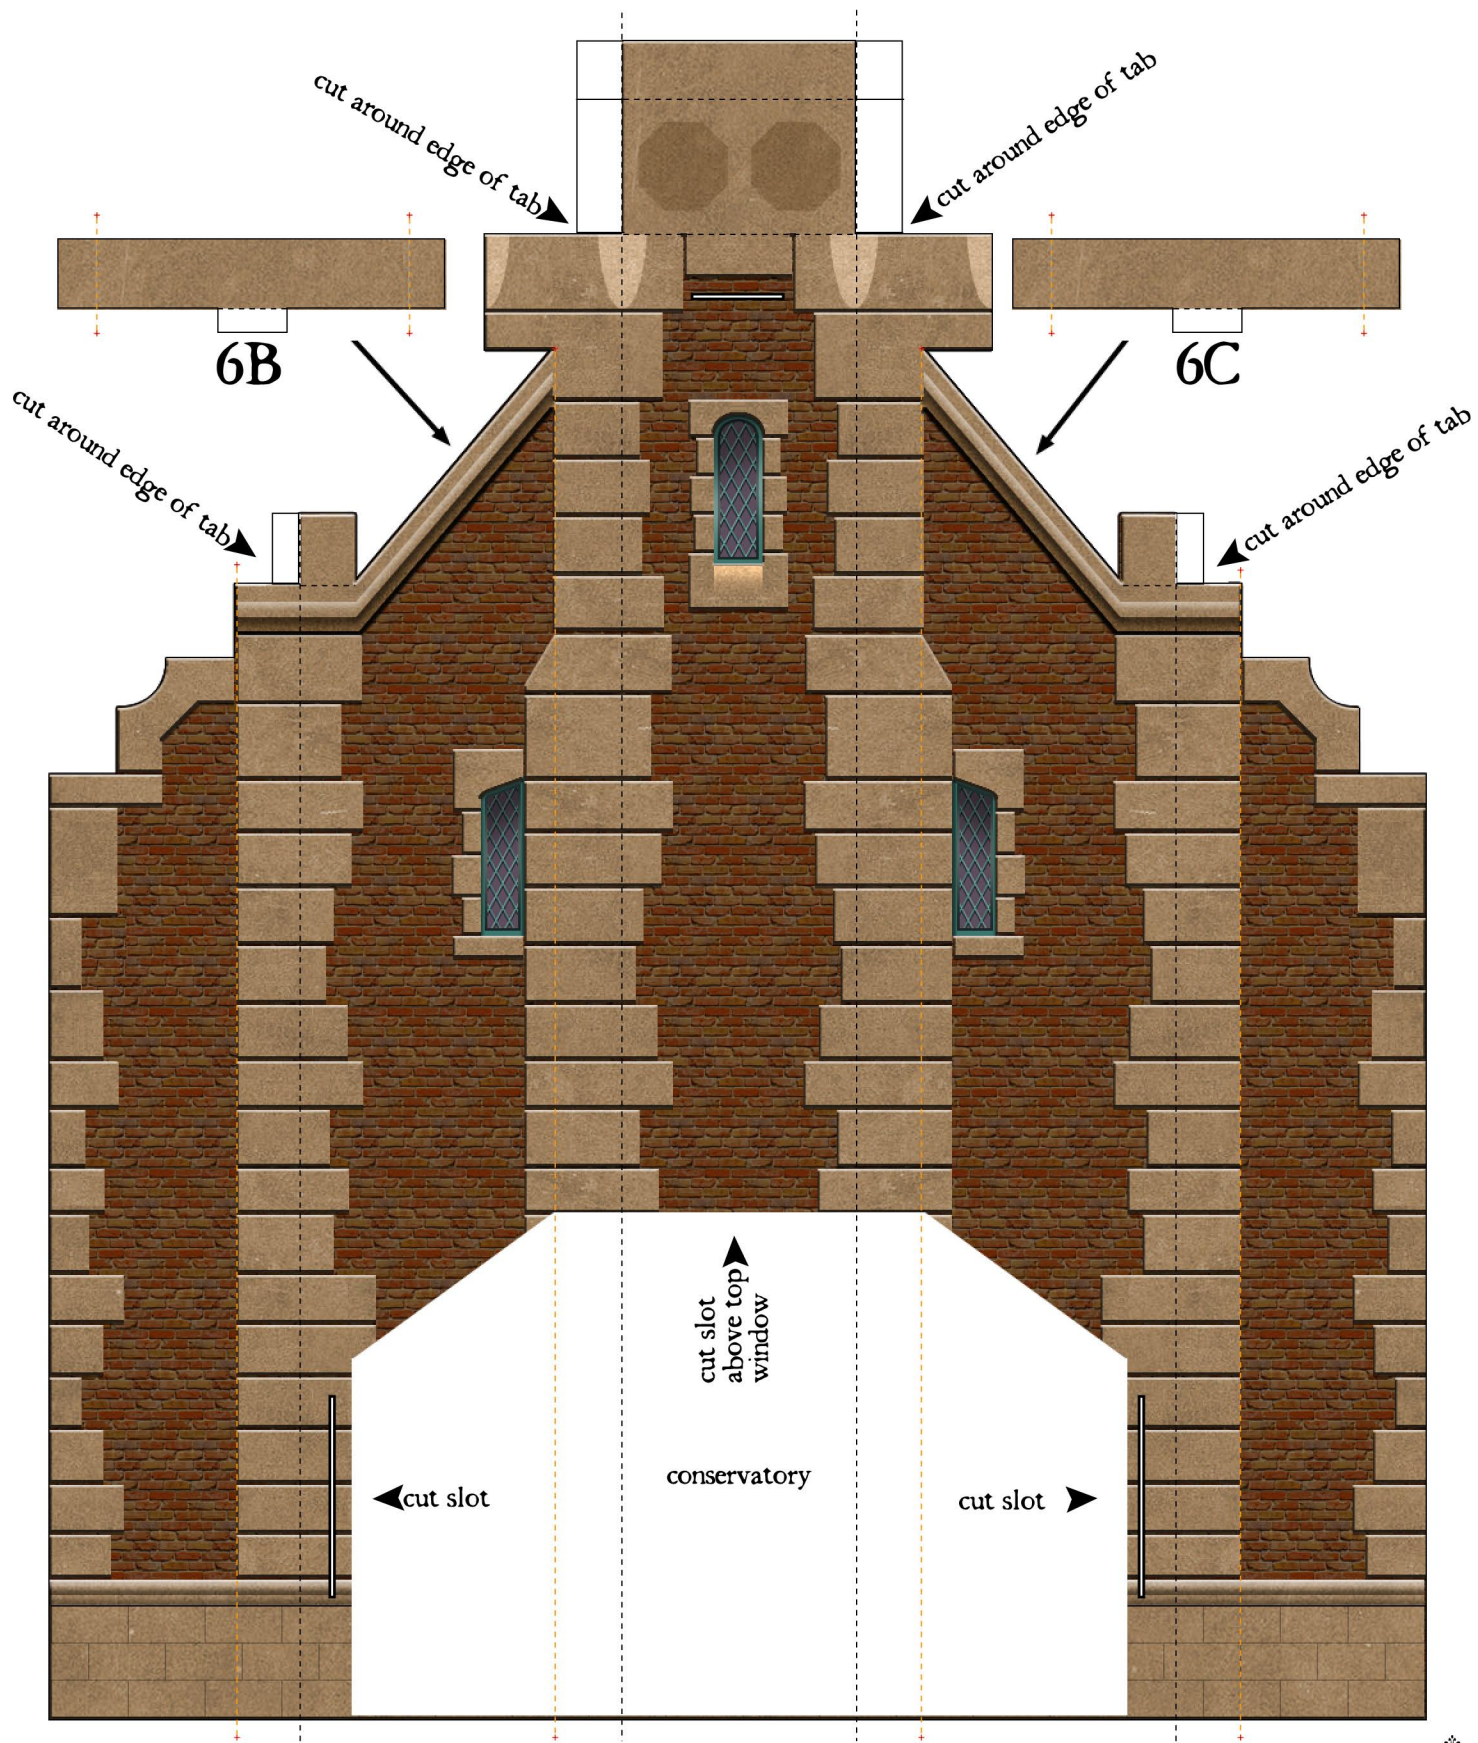 cut around edge of tab
cut around edge of tab
6B
6C
cut around edge of tab
cut around edge of tab
cut slot
above top
window
conservatory
cut slot
cut slot